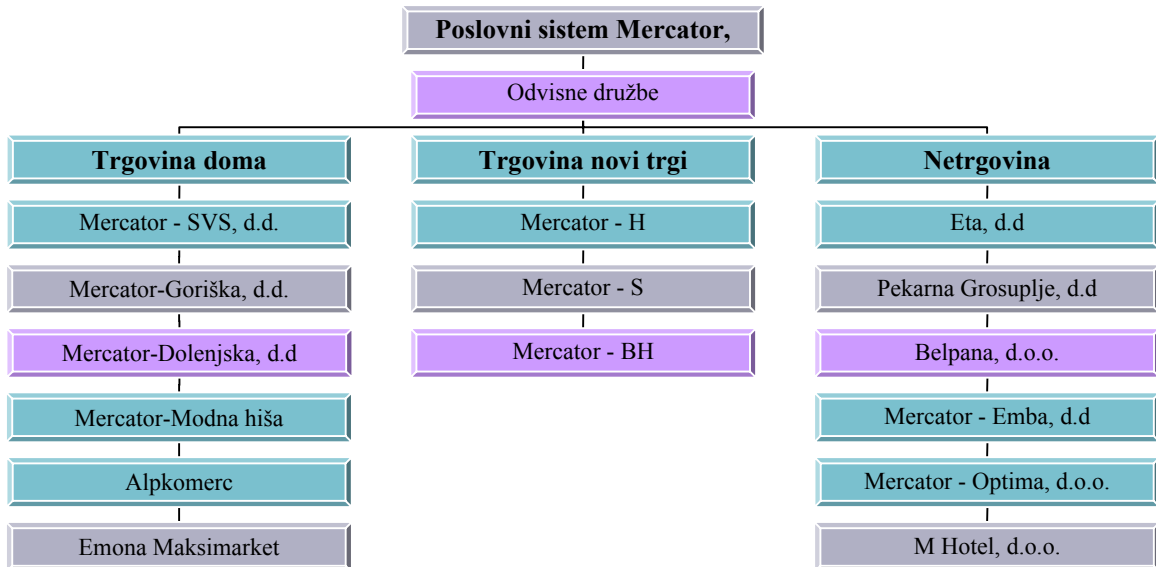 Poslovni sistem Mercator,
Odvisne družbe
Trgovina doma
Mercator - SVS, d.d.
Mercator-Goriška, d.d.
Mercator-Dolenjska, d.d
Mercator-Modna hiša
Alpkomerc
Emona Maksimarket
Trgovina novi trgi
Mercator - H
Mercator - S
Mercator - BH
Netrgovina
Eta, d.d
Pekarna Grosuplje, d.d
Belpana, d.o.o.
Mercator - Emba, d.d
Mercator - Optima, d.o.o.
M Hotel, d.o.o.